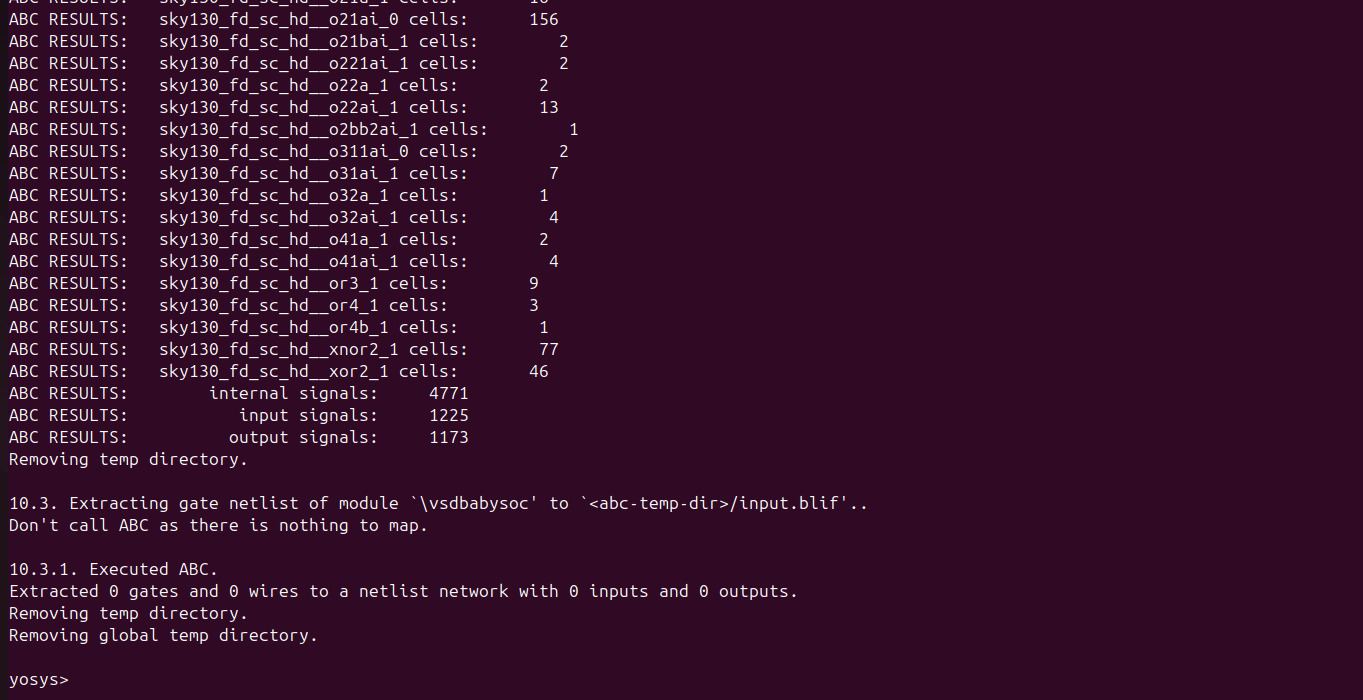 ABC RESULTS:   sky130_fd_sc_hd__o21ai_0 cells:      156
ABC RESULTS:   sky130_fd_sc_hd__o21bai_1 cells:        2
ABC RESULTS:   sky130_fd_sc_hd__o221ai_1 cells:        2
ABC RESULTS:   sky130_fd_sc_hd__o22a_1 cells:        2
ABC RESULTS:   sky130_fd_sc_hd__o22ai_1 cells:       13
ABC RESULTS:   sky130_fd_sc_hd__o2bb2ai_1 cells:        1
ABC RESULTS:   sky130_fd_sc_hd__o311ai_0 cells:        2
ABC RESULTS:   sky130_fd_sc_hd__o31ai_1 cells:        7
ABC RESULTS:   sky130_fd_sc_hd__o32a_1 cells:        1
ABC RESULTS:   sky130_fd_sc_hd__o32ai_1 cells:        4
ABC RESULTS:   sky130_fd_sc_hd__o41a_1 cells:        2
ABC RESULTS:   sky130_fd_sc_hd__o41ai_1 cells:        4
ABC RESULTS:   sky130_fd_sc_hd__or3_1 cells:        9
ABC RESULTS:   sky130_fd_sc_hd__or4_1 cells:        3
ABC RESULTS:   sky130_fd_sc_hd__or4b_1 cells:        1
ABC RESULTS:   sky130_fd_sc_hd__xnor2_1 cells:       77
ABC RESULTS:   sky130_fd_sc_hd__xor2_1 cells:       46
ABC RESULTS:        internal signals:     4771
ABC RESULTS:           input signals:     1225
ABC RESULTS:          output signals:     1173
Removing temp directory.

10.3. Extracting gate netlist of module `\vsdbabysoc' to `<abc-temp-dir>/input.blif'..
Don't call ABC as there is nothing to map.

10.3.1. Executed ABC.
Extracted 0 gates and 0 wires to a netlist network with 0 inputs and 0 outputs.
Removing temp directory.
Removing global temp directory.

yosys>